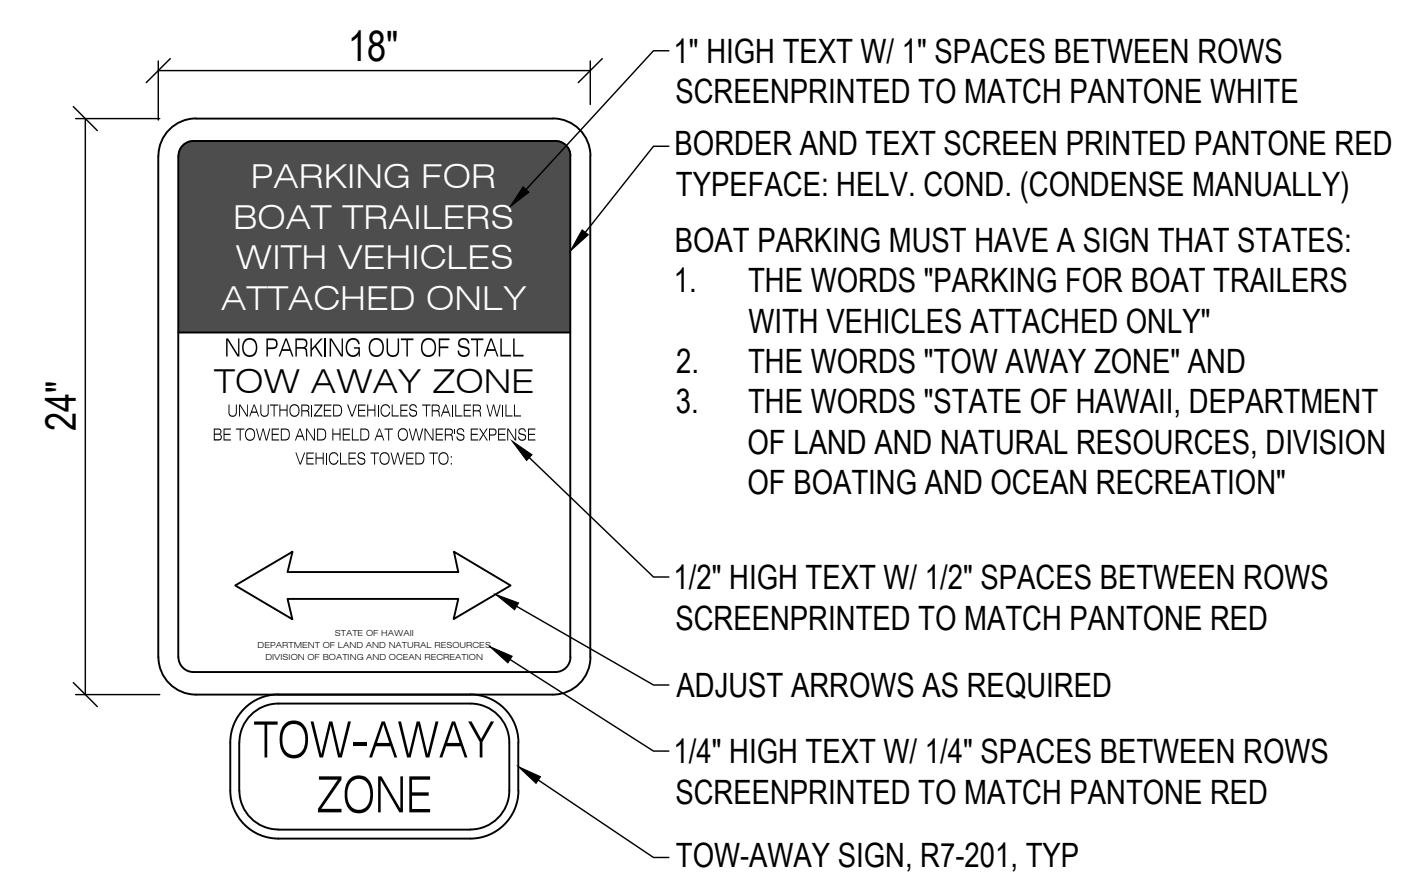 18"
24"
PARKING FOR
BOAT TRAILERS
WITH VEHICLES
ATTACHED ONLY
NO PARKING OUT OF STALL
TOW AWAY ZONE
UNAUTHORIZED VEHICLES TRAILER WILL
BE TOWED AND HELD AT OWNER'S EXPENSE
VEHICLES TOWED TO:
STATE OF HAWAII
DEPARTMENT OF LAND AND NATURAL RESOURCES
DIVISION OF BOATING AND OCEAN RECREATION
TOW-AWAY
ZONE
1" HIGH TEXT W/ 1" SPACES BETWEEN ROWS
SCREENPRINTED TO MATCH PANTONE WHITE
BORDER AND TEXT SCREEN PRINTED PANTONE RED
TYPEFACE: HELV. COND. (CONDENSE MANUALLY)
BOAT PARKING MUST HAVE A SIGN THAT STATES:
1. THE WORDS "PARKING FOR BOAT TRAILERS
WITH VEHICLES ATTACHED ONLY"
2. THE WORDS "TOW AWAY ZONE" AND
3. THE WORDS "STATE OF HAWAII, DEPARTMENT
OF LAND AND NATURAL RESOURCES, DIVISION
OF BOATING AND OCEAN RECREATION"
1/2" HIGH TEXT W/ 1/2" SPACES BETWEEN ROWS
SCREENPRINTED TO MATCH PANTONE RED
ADJUST ARROWS AS REQUIRED
1/4" HIGH TEXT W/ 1/4" SPACES BETWEEN ROWS
SCREENPRINTED TO MATCH PANTONE RED
TOW-AWAY SIGN, R7-201, TYP